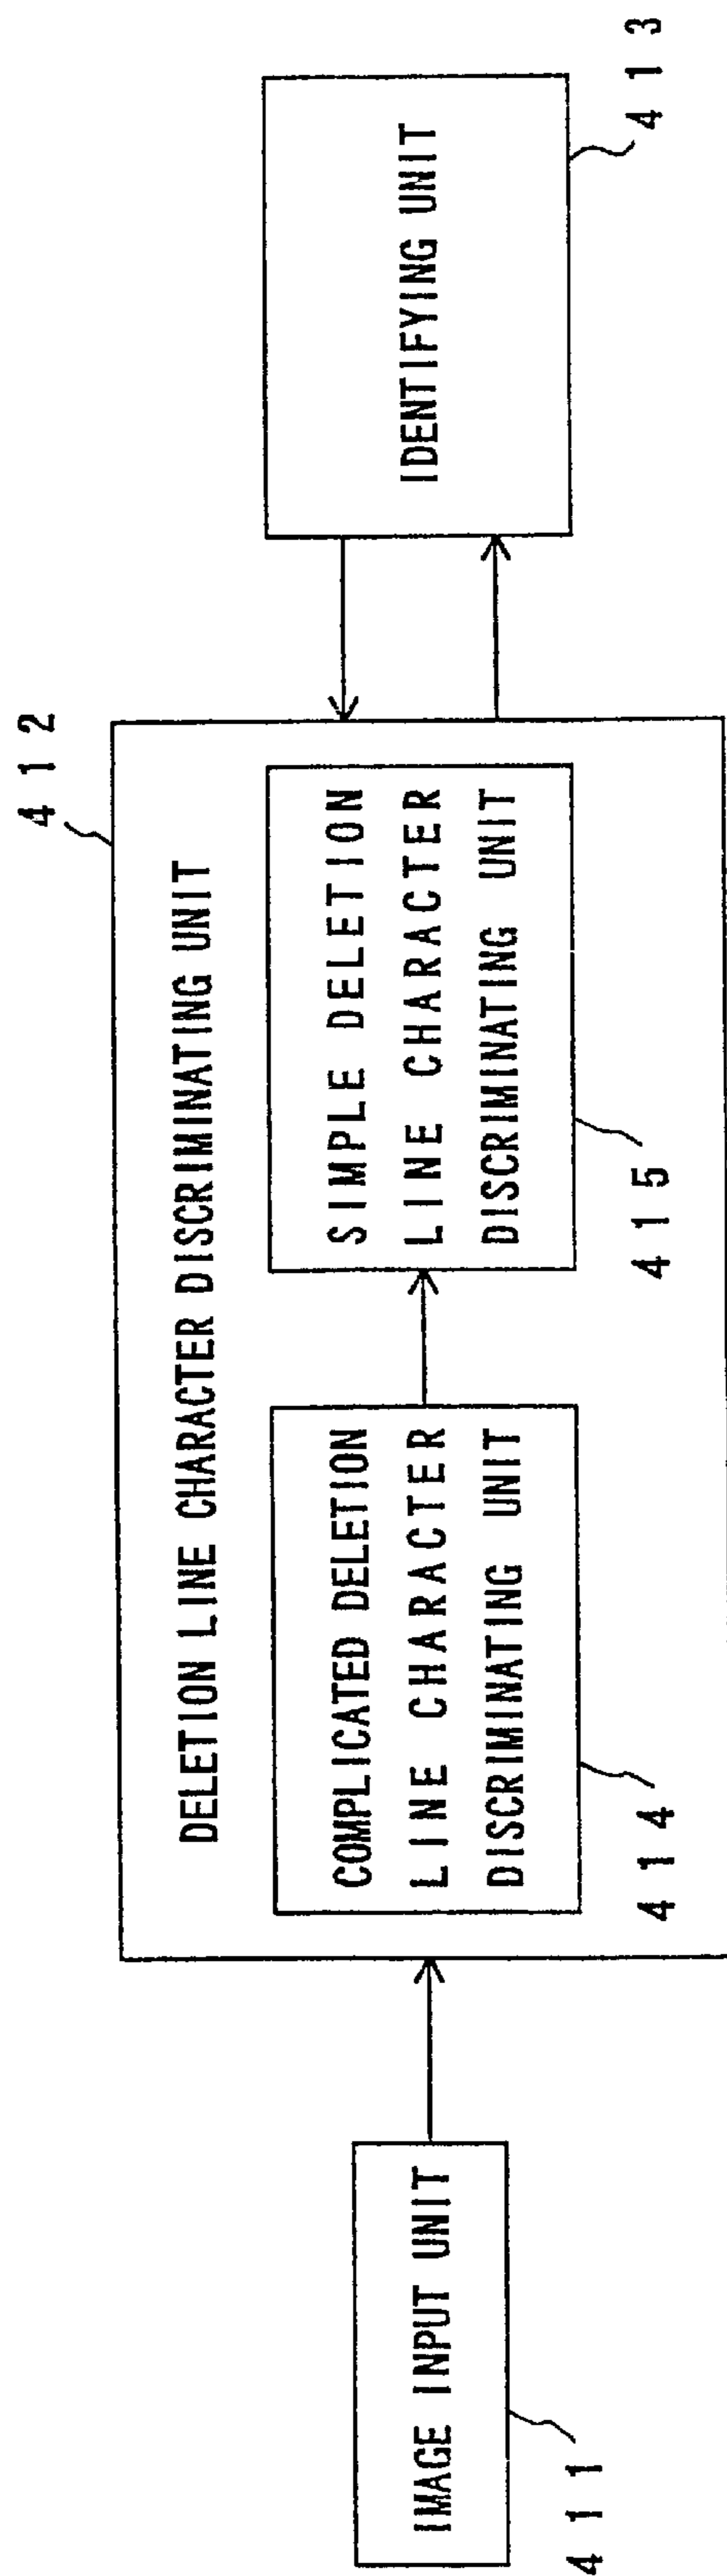 IMAGE INPUT UNIT
411
DELETION LINE CHARACTER DISCRIMINATING UNIT
412
COMPLICATED DELETION
LINE CHARACTER
DISCRIMINATING UNIT
414
SIMPLE DELETION
LINE CHARACTER
DISCRIMINATING UNIT
415
IDENTIFYING UNIT
413